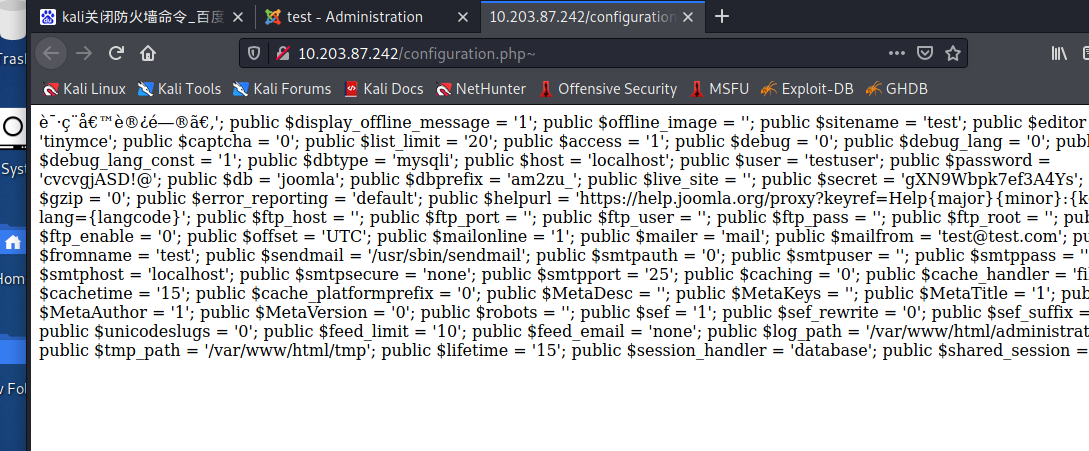 Tras
Syst
Hom
w Fol
kali关闭防火墙命令_百度
test - Administration
10.203.87.242/configuration
10.203.87.242/configuration.php~
Kali Linux
Kali Tools
Kali Forums
Kali Docs
NetHunter
Offensive Security
MSFU
Exploit-DB
GHDB
è¯·ç¨åŽ™è®¿é—®ã€‚'; public $display_offline_message = '1'; public $offline_image = ''; public $sitename = 'test'; public $editor
'tinymce'; public $captcha = '0'; public $list_limit = '20'; public $access = '1'; public $debug = '0'; public $debug_lang = '0'; publ
$debug_lang_const = '1'; public $dbtype = 'mysqli'; public $host = 'localhost'; public $user = 'testuser'; public $password =
'cvcvgjASD!@'; public $db = 'joomla'; public $dbprefix = 'am2zu_'; public $live_site = ''; public $secret = 'gXN9Wbpk7ef3A4Ys';
$gzip = '0'; public $error_reporting = 'default'; public $helpurl = 'https://help.joomla.org/proxy?keyref=Help{major}{minor}:{k
lang={langcode}'; public $ftp_host = ''; public $ftp_port = ''; public $ftp_user = ''; public $ftp_pass = ''; public $ftp_root = ''; pu
$ftp_enable = '0'; public $offset = 'UTC'; public $mailonline = '1'; public $mailer = 'mail'; public $mailfrom = 'test@test.com'; pu
$fromname = 'test'; public $sendmail = '/usr/sbin/sendmail'; public $smtpauth = '0'; public $smtpuser = ''; public $smtppass = ''
$smtphost = 'localhost'; public $smtpsecure = 'none'; public $smtpport = '25'; public $caching = '0'; public $cache_handler = 'fil
$cachetime = '15'; public $cache_platformprefix = '0'; public $MetaDesc = ''; public $MetaKeys = ''; public $MetaTitle = '1'; publ
$MetaAuthor = '1'; public $MetaVersion = '0'; public $robots = ''; public $sef = '1'; public $sef_rewrite = '0'; public $sef_suffix =
public $unicodeslugs = '0'; public $feed_limit = '10'; public $feed_email = 'none'; public $log_path = '/var/www/html/administrat
public $tmp_path = '/var/www/html/tmp'; public $lifetime = '15'; public $session_handler = 'database'; public $shared_session =